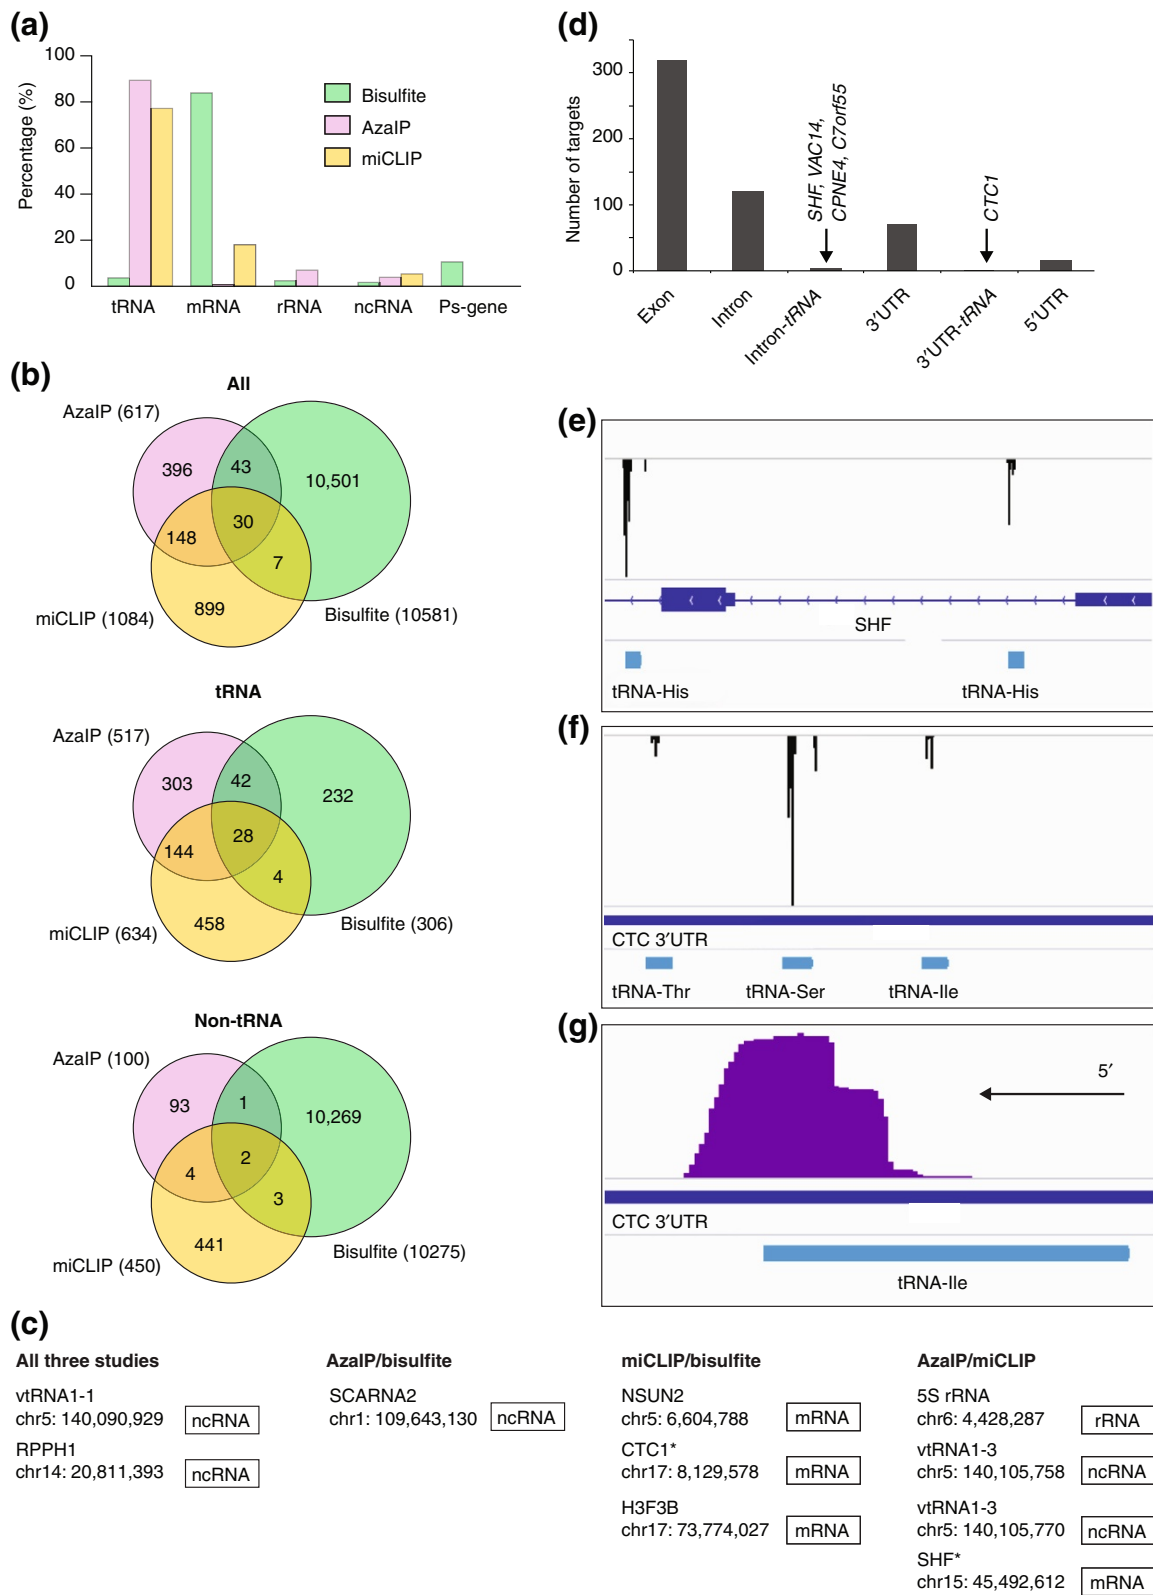 (a)
Percentage (%)
100
80
60
40
20
0
Bisulfite
AzaIP
miCLIP
tRNA
mRNA
rRNA
ncRNA
Ps-gene
(b)
All
AzaIP (617)
396
43
10,501
30
148
7
899
miCLIP (1084)
Bisulfite (10581)
tRNA
AzaIP (517)
303
42
232
28
144
4
458
miCLIP (634)
Bisulfite (306)
Non-tRNA
AzaIP (100)
93
1
10,269
2
4
3
441
miCLIP (450)
Bisulfite (10275)
(c)
All three studies
vtRNA1-1
chr5: 140,090,929
ncRNA
RPPH1
chr14: 20,811,393
ncRNA
AzaIP/bisulfite
SCARNA2
chr1: 109,643,130
ncRNA
miCLIP/bisulfite
NSUN2
chr5: 6,604,788
mRNA
CTC1*
chr17: 8,129,578
mRNA
H3F3B
chr17: 73,774,027
mRNA
AzaIP/miCLIP
5S rRNA
chr6: 4,428,287
rRNA
vtRNA1-3
chr5: 140,105,758
ncRNA
vtRNA1-3
chr5: 140,105,770
ncRNA
SHF*
chr15: 45,492,612
mRNA
(d)
Number of targets
300
200
100
0
SHF, VAC14,
CPNE4, C7orf55
CTC1
Exon
Intron
Intron-tRNA
3′UTR
3′UTR-tRNA
5′UTR
(e)
SHF
tRNA-His
tRNA-His
(f)
CTC 3′UTR
tRNA-Thr
tRNA-Ser
tRNA-Ile
(g)
5′
CTC 3′UTR
tRNA-Ile